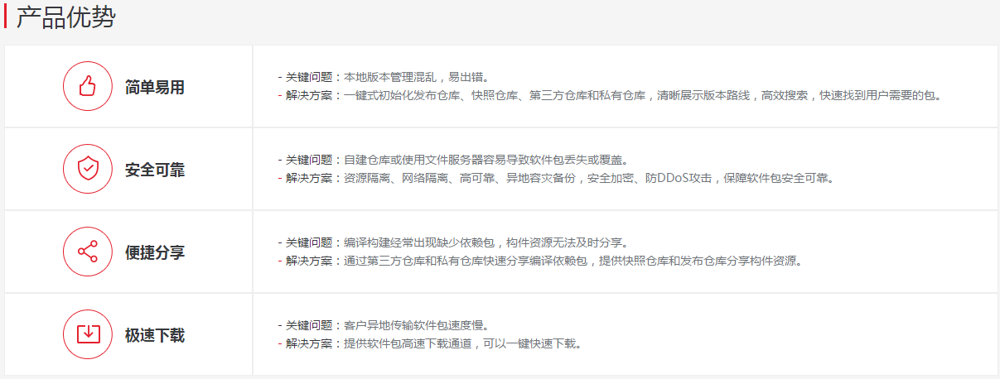 产品优势
简单易用
- 关键问题：本地版本管理混乱，易出错。
- 解决方案：一键式初始化发布仓库、快照仓库、第三方仓库和私有仓库，清晰展示版本路线，高效搜索，快速找到用户需要的包。
安全可靠
- 关键问题：自建仓库或使用文件服务器容易导致软件包丢失或覆盖。
- 解决方案：资源隔离、网络隔离、高可靠、异地容灾备份，安全加密、防DDoS攻击，保障软件包安全可靠。
便捷分享
- 关键问题：编译构建经常出现缺少依赖包，构件资源无法及时分享。
- 解决方案：通过第三方仓库和私有仓库快速分享编译依赖包，提供快照仓库和发布仓库分享构件资源。
极速下载
- 关键问题：客户异地传输软件包速度慢。
- 解决方案：提供软件包高速下载通道，可以一键快速下载。